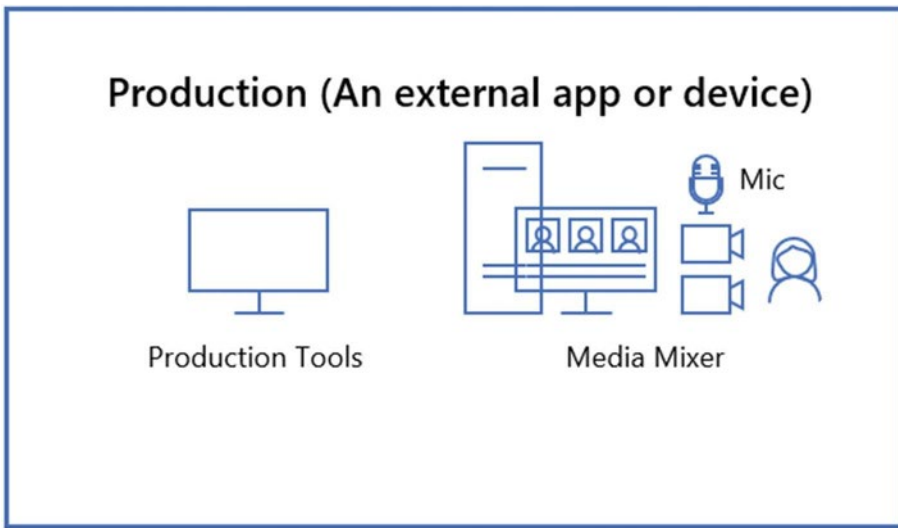 Production (An external app or device)
Mic
Production Tools
Media Mixer